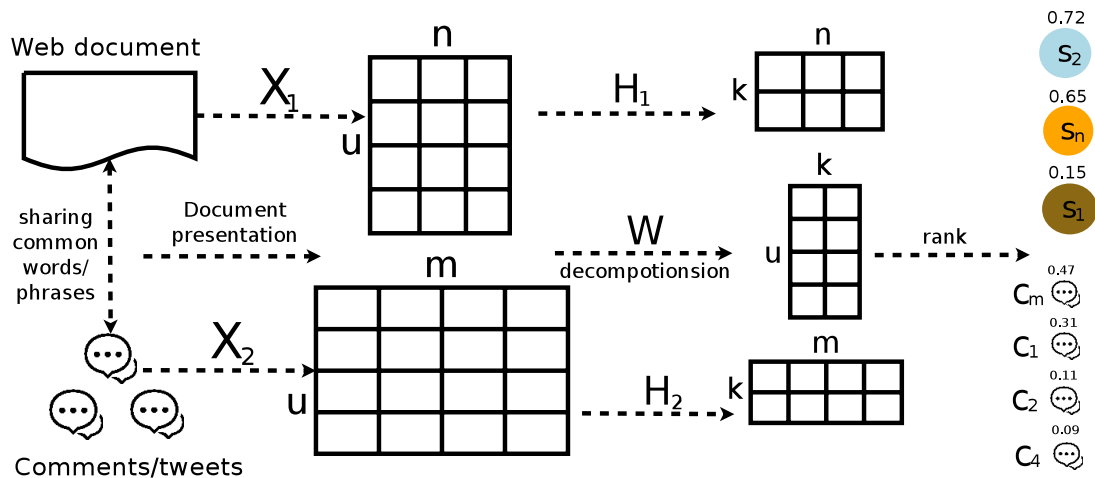 Web document
X1
n
u
H1
n
k
0.72
S2
0.65
Sn
0.15
S1
sharing
common
words/
phrases
Document
presentation
W
decompotionsion
k
u
rank
m
X2
u
H2
m
k
0.47
Cm
0.31
C1
0.11
C2
0.09
C4
Comments/tweets